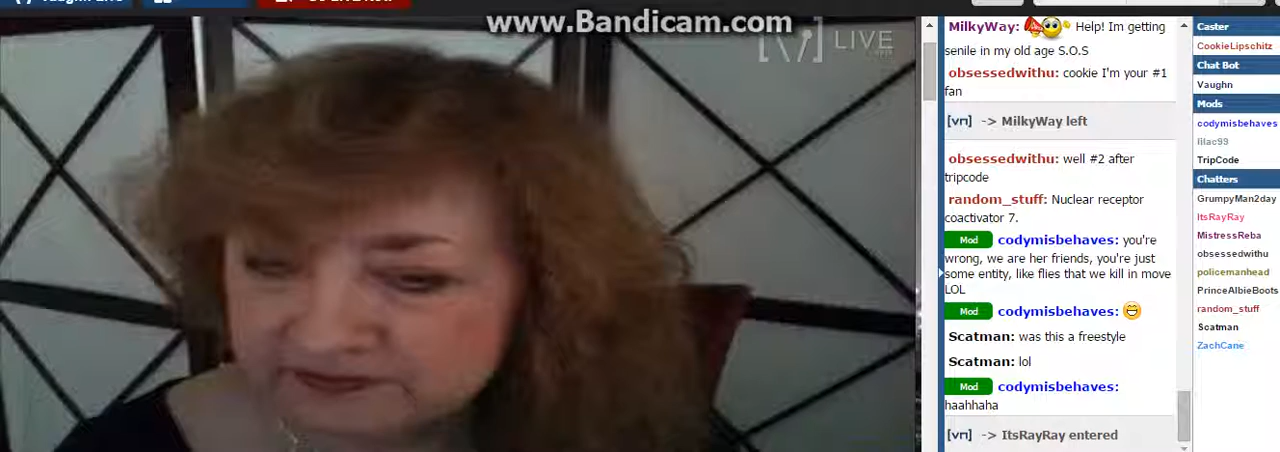 www.Bandicam.com
[V] LIVE
MilkyWay: Help! Im getting
senile in my old age S.O.S
obsessedwithu: cookie I'm your #1
fan
[vn] -> MilkyWay left
obsessedwithu: well #2 after
tripcode
random_stuff: Nuclear receptor
coactivator 7.
Mod codymisbehaves: you're
wrong, we are her friends, you're just
some entity, like flies that we kill in move
LOL
Mod codymisbehaves:
Scatman: was this a freestyle
Scatman: lol
Mod codymisbehaves:
haahhaha
[vn] -> ItsRayRay entered
Caster
CookieLipschitz
Chat Bot
Vaughn
Mods
codymisbehaves
lilac99
TripCode
Chatters
GrumpyMan2day
ItsRayRay
MistressReba
obsessedwithu
policemanhead
PrinceAlbieBoots
random_stuff
Scatman
ZachCane